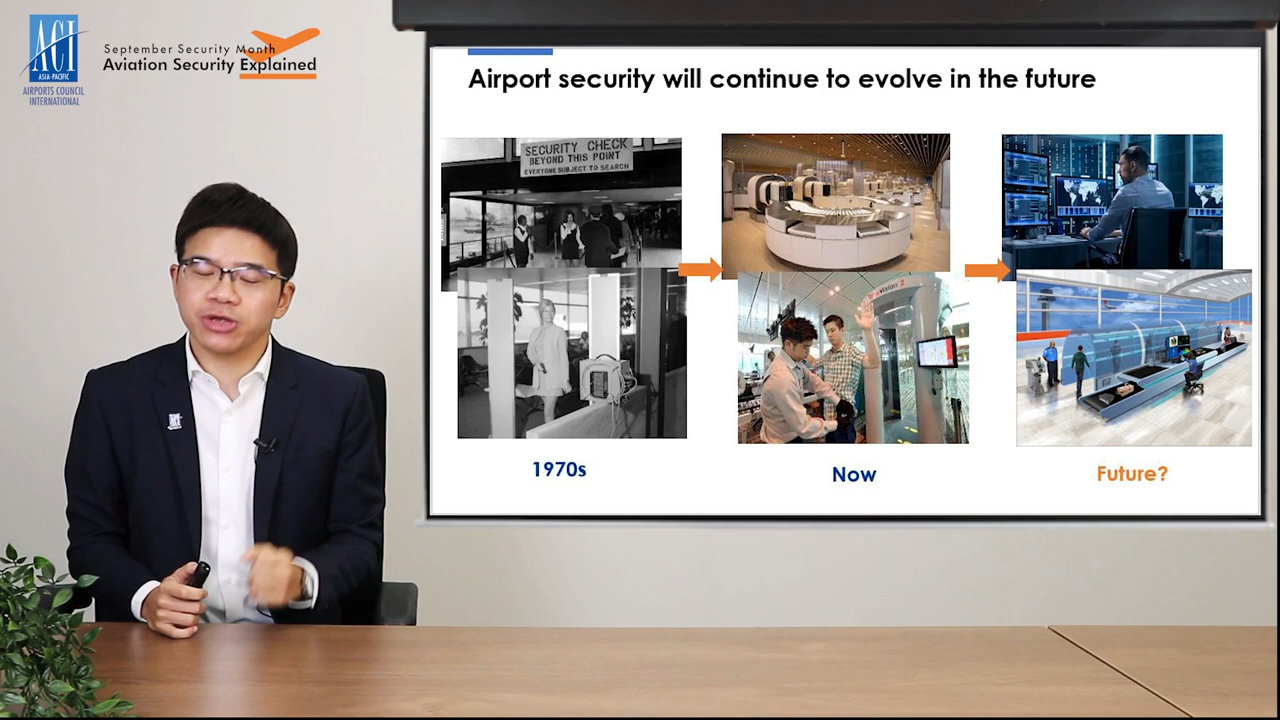 ACI
ASIA-PACIFIC
AIRPORTS COUNCIL
INTERNATIONAL
September Security Month
Aviation Security Explained
Airport security will continue to evolve in the future
SECURITY CHECK
BEYOND THIS POINT
EVERYONE SUBJECT TO SEARCH
1970s
Now
Future?